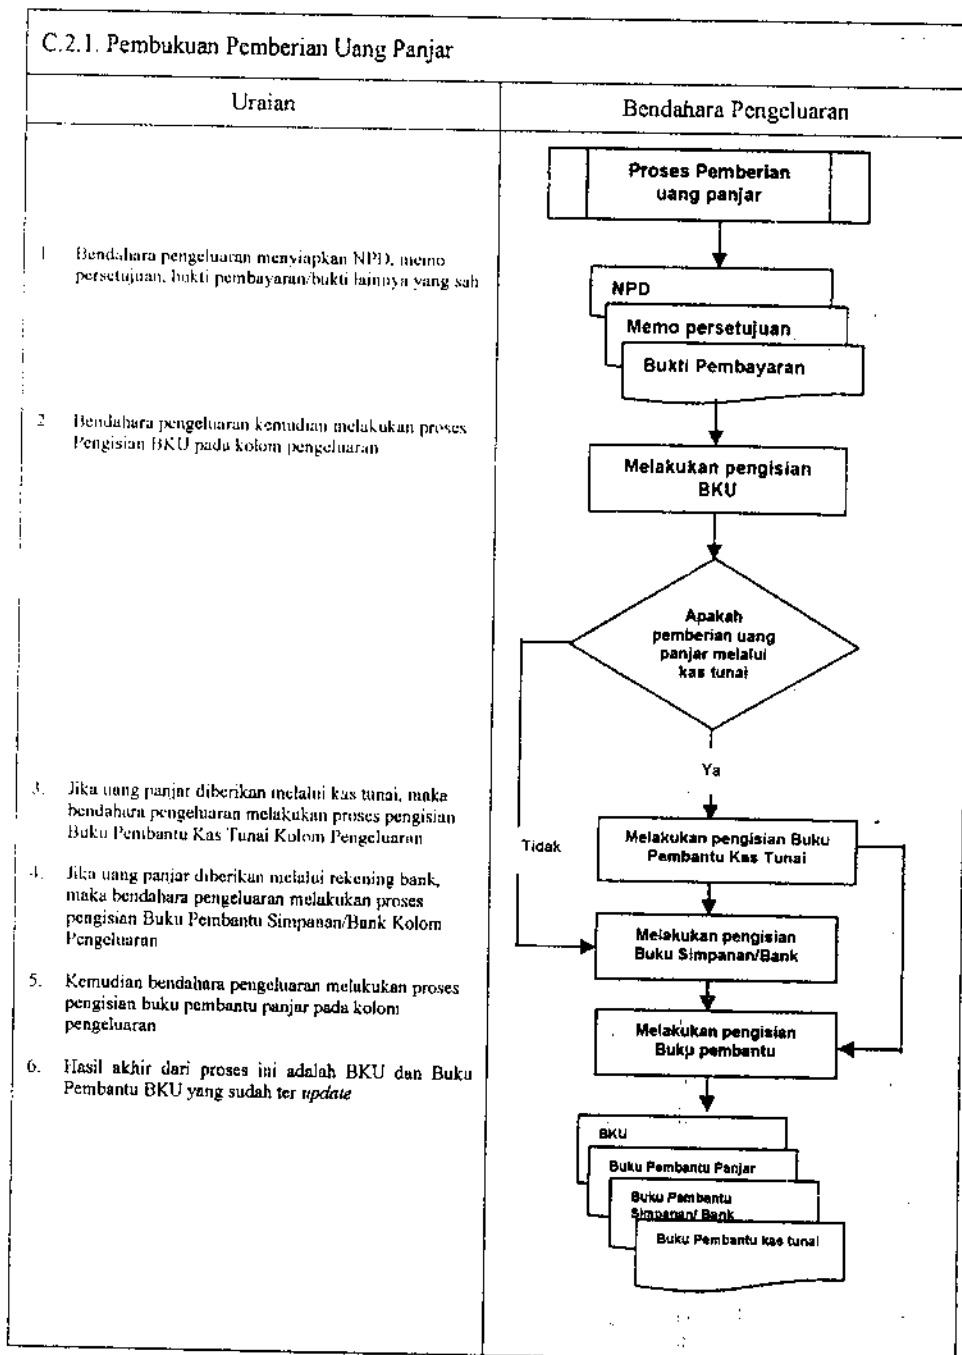 C.2.1. Pembukuan Pemberian Uang Panjar
Uraian
Bendahara Pengeluaran
1 Bendahara pengeluaran menyiapkan NPD, memo
persetujuan, bukti pembayaran/bukti lainnya yang sah
2 Bendahara pengeluaran kemudian melakukan proses
Pengisian BKU pada kolom pengeluaran
3. Jika uang panjar diberikan melalui kas tunai, maka
bendahara pengeluaran melakukan proses pengisian
Buku Pembantu Kas Tunai Kolom Pengeluaran
4. Jika uang panjar diberikan melalui rekening bank,
maka bendahara pengeluaran melakukan proses
pengisian Buku Pembantu Simpanan/Bank Kolom
Pengeluaran
5. Kemudian bendahara pengeluaran melukukan proses
pengisian buku pembantu panjar pada kolom
pengeluaran
6. Hasil akhir dari proses ini adalah BKU dan Buku
Pembantu BKU yang sudah ter update
Proses Pemberian
uang panjar
NPD
Memo persetujuan
Bukti Pembayaran
Melakukan pengisian
BKU
Apakah
pemberian uang
panjar melalui
kas tunai
Ya
Tidak
Melakukan pengisian Buku
Pembantu Kas Tunai
Melakukan pengisian
Buku Simpanan/Bank
Melakukan pengisian
Buku pembantu
BKU
Buku Pembantu Panjar
Buku Pembantu
Simpanan/ Bank
Buku Pembantu kas tunai